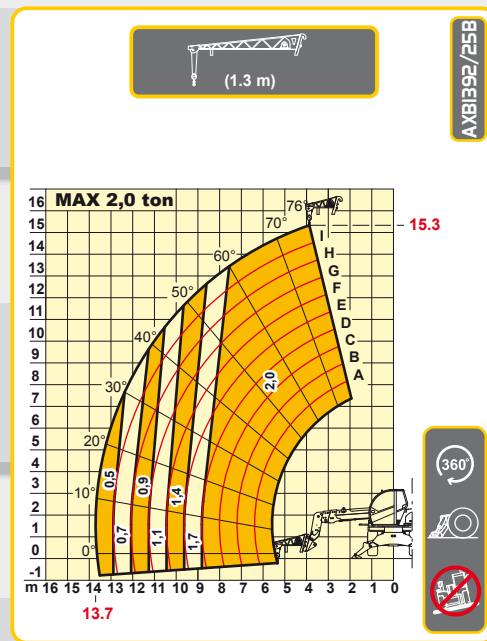 (1.3 m)
AXB1392/25B
MAX 2,0 ton
16
15
14
13
12
11
10
9
8
7
6
5
4
3
2
1
0
-1
76°
70°
60°
50°
40°
30°
20°
10°
0°
15.3
I
H
G
F
E
D
C
B
A
2,0
0,5
0,7
0,9
1,1
1,4
1,7
m 16 15 14 13 12 11 10 9 8 7 6 5 4 3 2 1 0
13.7
360°